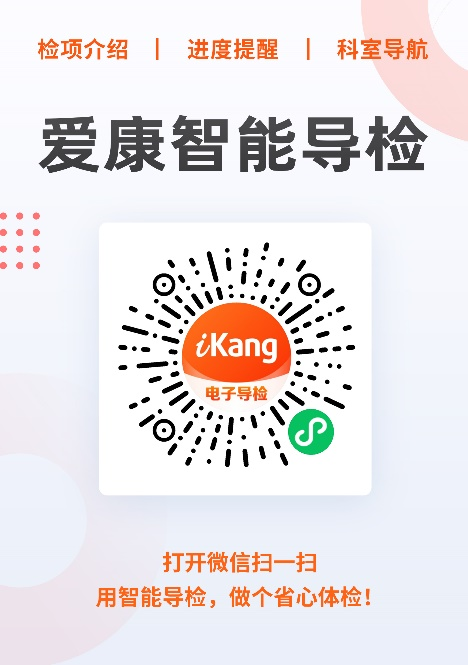 检项介绍 | 进度提醒 | 科室导航
爱康智能导检
iKang
电子导检
打开微信扫一扫
用智能导检，做个省心体检！